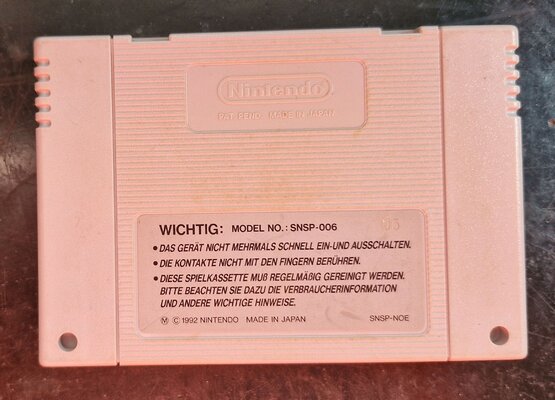 Nintendo
PAT. PEND. MADE IN JAPAN
WICHTIG: MODEL NO.: SNSP-006
• DAS GERÄT NICHT MEHRMALS SCHNELL EIN-UND AUSSCHALTEN.
• DIE KONTAKTE NICHT MIT DEN FINGERN BERÜHREN.
• DIESE SPIELKASSETTE MUß REGELMÄßIG GEREINIGT WERDEN.
BITTE BEACHTEN SIE DAZU DIE VERBRAUCHERINFORMATION
UND ANDERE WICHTIGE HINWEISE.
Ⓜ © 1992 NINTENDO MADE IN JAPAN SNSP-NOE